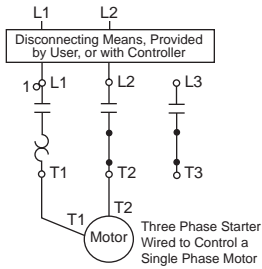 L1 L2
Disconnecting Means, Provided
by User, or with Controller
1 L1 L2 L3
T1 T2 T3
T1 T2
Motor
Three Phase Starter
Wired to Control a
Single Phase Motor